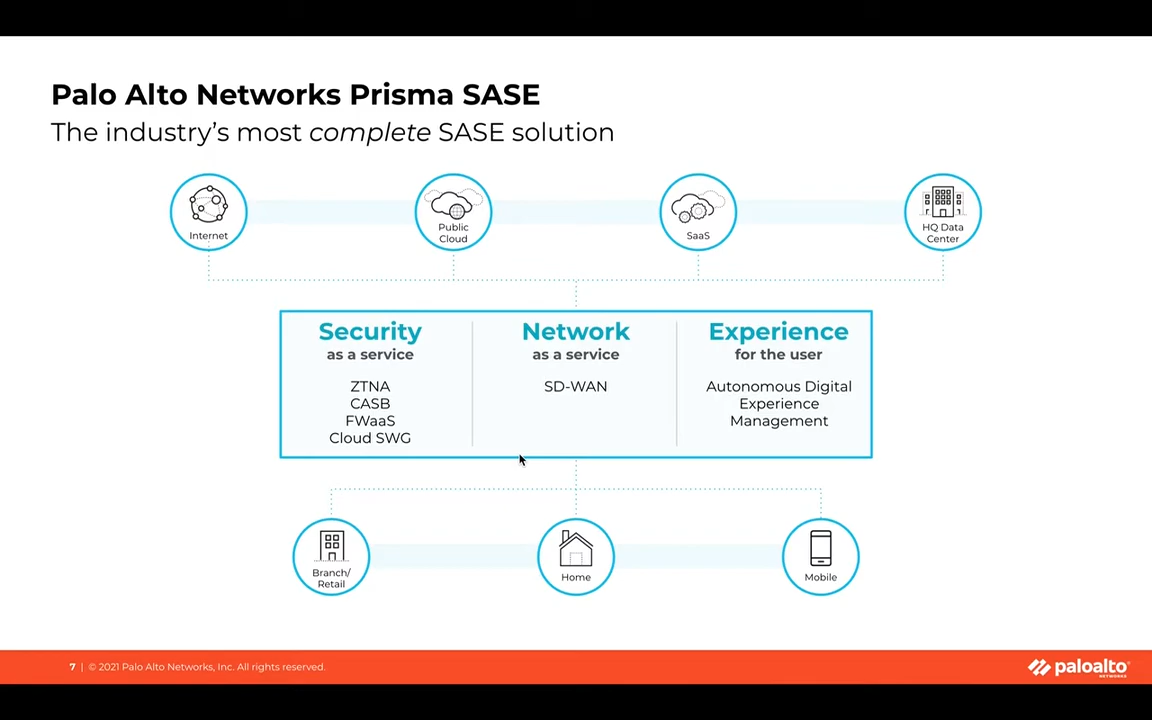 Palo Alto Networks Prisma SASE
The industry’s most complete SASE solution
Internet
Public
Cloud
SaaS
HQ Data
Center
Security
as a service
ZTNA
CASB
FWaaS
Cloud SWG
Network
as a service
SD-WAN
Experience
for the user
Autonomous Digital
Experience
Management
Branch/
Retail
Home
Mobile
7 | © 2021 Palo Alto Networks, Inc. All rights reserved.
paloalto
NETWORKS